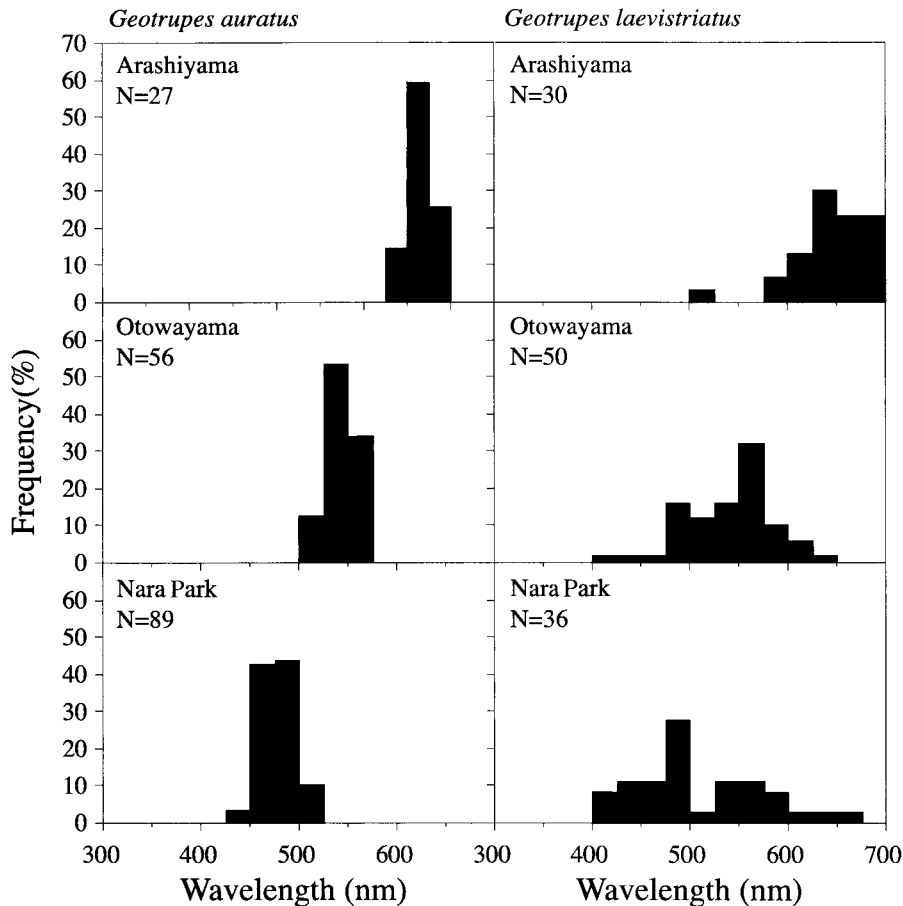 Geotrupes auratus
Geotrupes laevistriatus
Frequency(%)
70
60
50
40
30
20
10
0
Arashiyama
N=27
Arashiyama
N=30
60
50
40
30
20
10
0
Otowayama
N=56
Otowayama
N=50
60
50
40
30
20
10
0
Nara Park
N=89
Nara Park
N=36
300 400 500 600 300 400 500 600 700
Wavelength (nm)
Wavelength (nm)